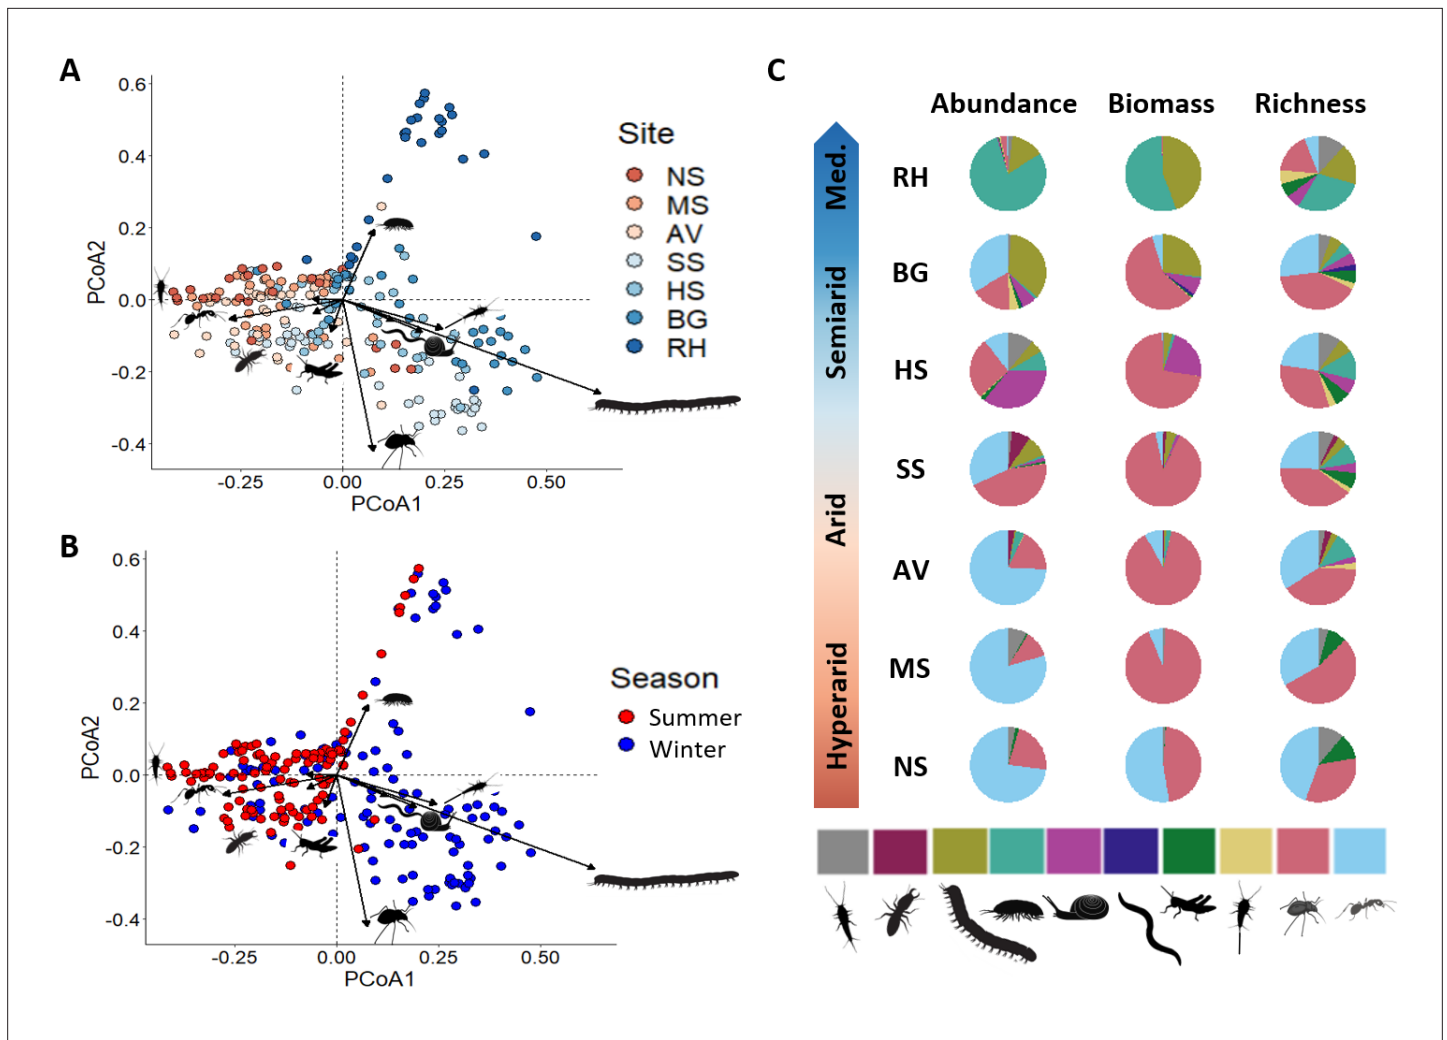 A
0.6
0.4
0.2
0.0
-0.2
-0.4
PCoA2
-0.25
0.00
0.25
0.50
PCoA1
Site
NS
MS
AV
SS
HS
BG
RH
B
0.6
0.4
0.2
0.0
-0.2
-0.4
PCoA2
-0.25
0.00
0.25
0.50
PCoA1
Season
Summer
Winter
C
Abundance Biomass Richness
Med.
Semiarid
Arid
Hyperarid
RH
BG
HS
SS
AV
MS
NS